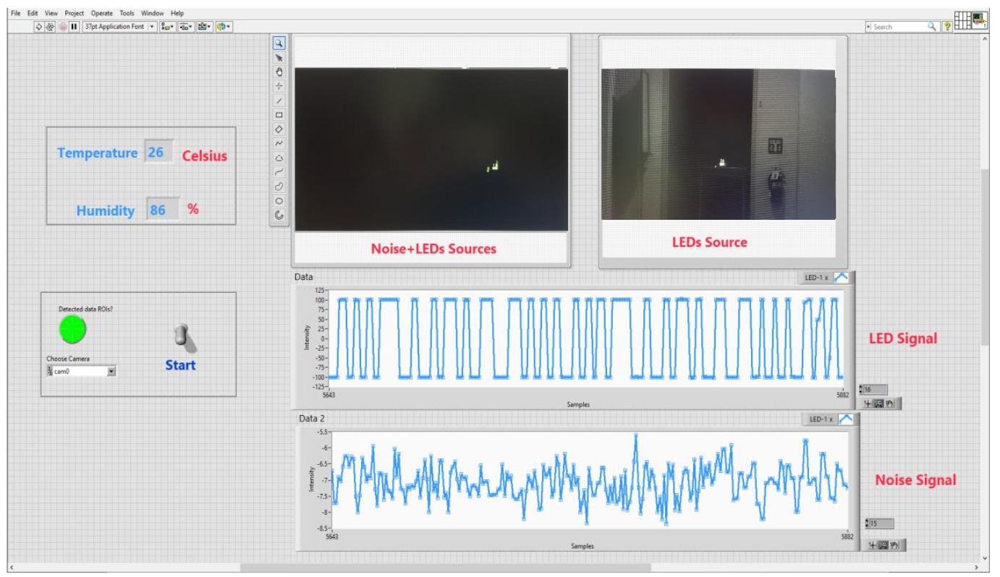 File Edit View Project Operate Tools Window Help
37pt Application Font
Search
Temperature 26 Celsius
Humidity 86 %
Noise+LEDs Sources
LEDs Source
Detected data ROIs?
Choose Camera
cam0
Start
Data
LED-1 x
125
100
75
50
25
0
-25
-50
-75
-100
-125
Intensity
5643
5882
Samples
LED Signal
16
Data 2
LED-1 x
-5.5
-6
-6.5
-7
-7.5
-8
-8.5
Intensity
5643
5882
Samples
Noise Signal
15